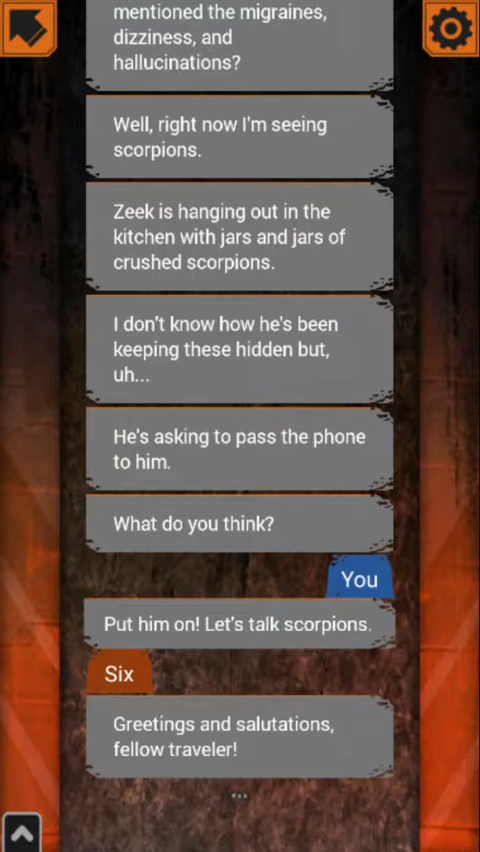 mentioned the migraines,
dizziness, and
hallucinations?
Well, right now I'm seeing
scorpions.
Zeek is hanging out in the
kitchen with jars and jars of
crushed scorpions.
I don't know how he's been
keeping these hidden but,
uh...
He's asking to pass the phone
to him.
What do you think?
You
Put him on! Let's talk scorpions.
Six
Greetings and salutations,
fellow traveler!
...